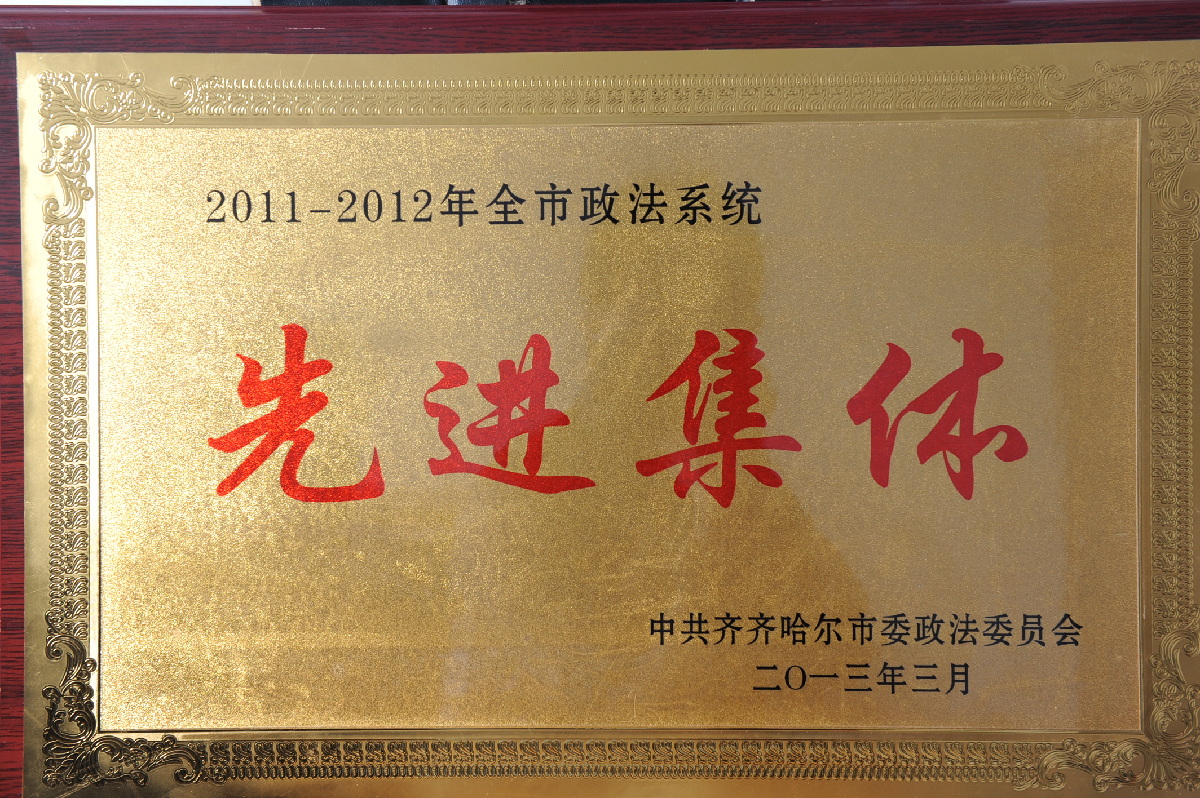 2011-2012年全市政法系统
先进集体
中共齐齐哈尔市委政法委员会
二〇一三年三月